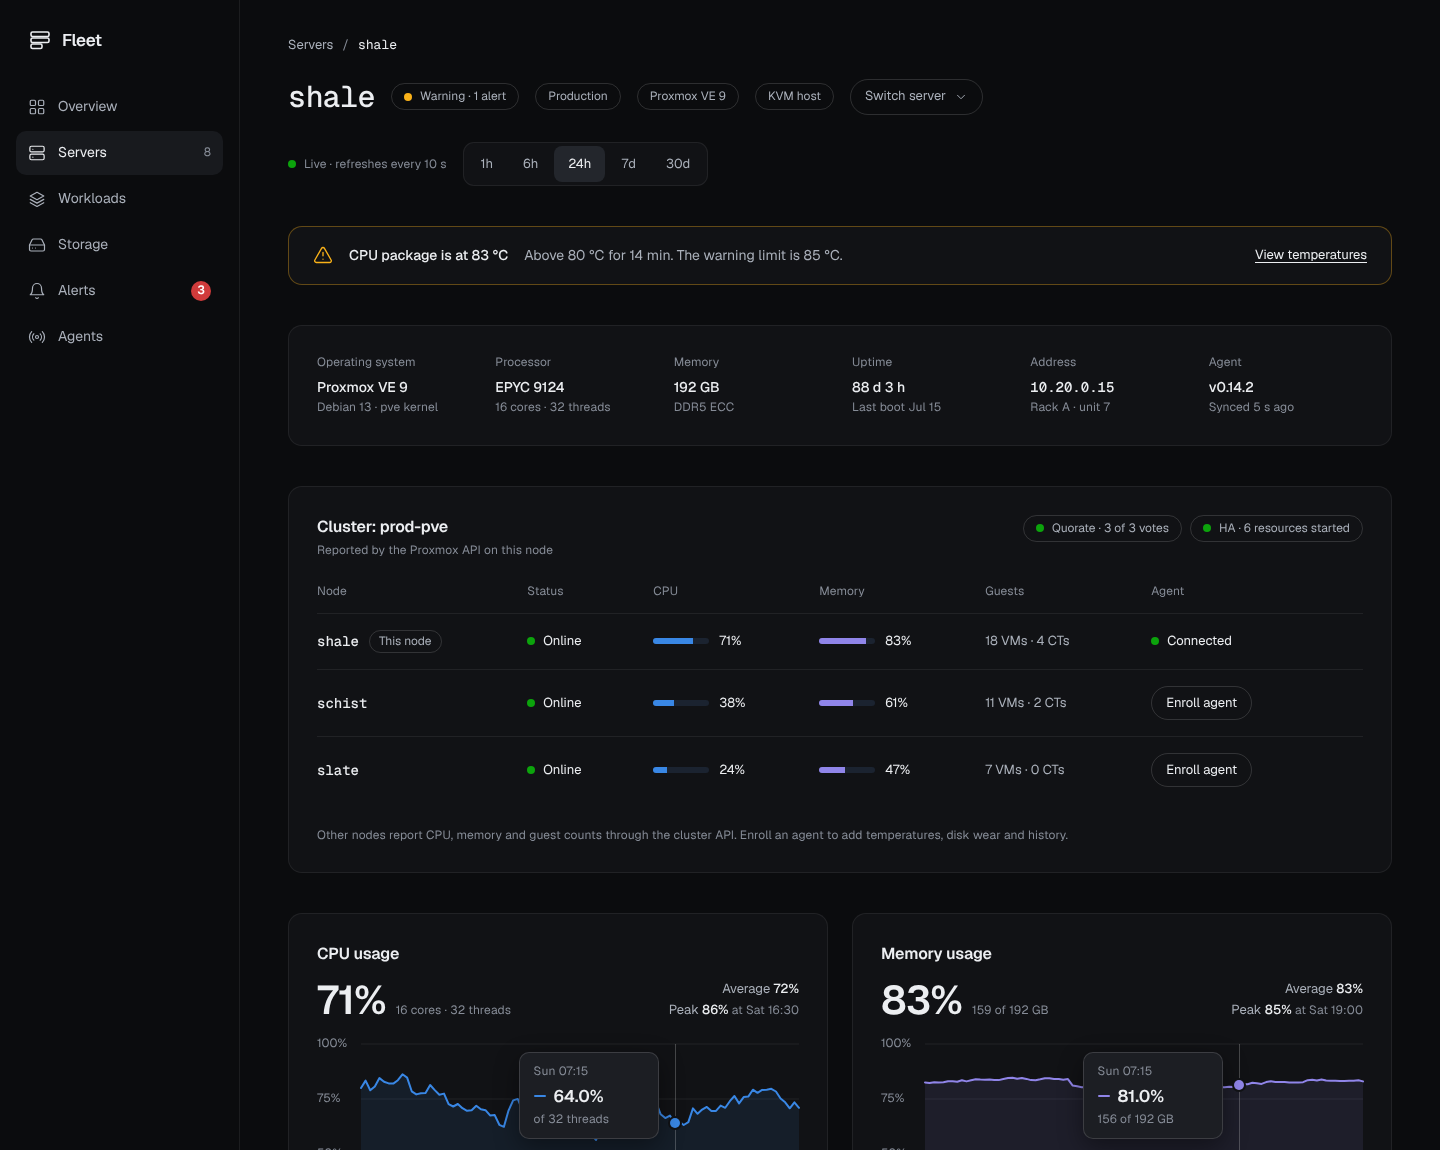 Fleet
Overview
Servers 8
Workloads
Storage
Alerts 3
Agents
Servers / shale
shale Warning · 1 alert Production Proxmox VE 9 KVM host Switch server
Live · refreshes every 10 s 1h 6h 24h 7d 30d
CPU package is at 83 °C Above 80 °C for 14 min. The warning limit is 85 °C. View temperatures
Operating system Processor Memory Uptime Address Agent
Proxmox VE 9 EPYC 9124 192 GB 88 d 3 h 10.20.0.15 v0.14.2
Debian 13 · pve kernel 16 cores · 32 threads DDR5 ECC Last boot Jul 15 Rack A · unit 7 Synced 5 s ago
Cluster: prod-pve Quorate · 3 of 3 votes HA · 6 resources started
Reported by the Proxmox API on this node
Node Status CPU Memory Guests Agent
shale This node Online 71% 83% 18 VMs · 4 CTs Connected
schist Online 38% 61% 11 VMs · 2 CTs Enroll agent
slate Online 24% 47% 7 VMs · 0 CTs Enroll agent
Other nodes report CPU, memory and guest counts through the cluster API. Enroll an agent to add temperatures, disk wear and history.
CPU usage
71% 16 cores · 32 threads
Average 72%
Peak 86% at Sat 16:30
100%
75%
Sun 07:15
64.0%
of 32 threads
Memory usage
83% 159 of 192 GB
Average 83%
Peak 85% at Sat 19:00
100%
75%
Sun 07:15
81.0%
156 of 192 GB